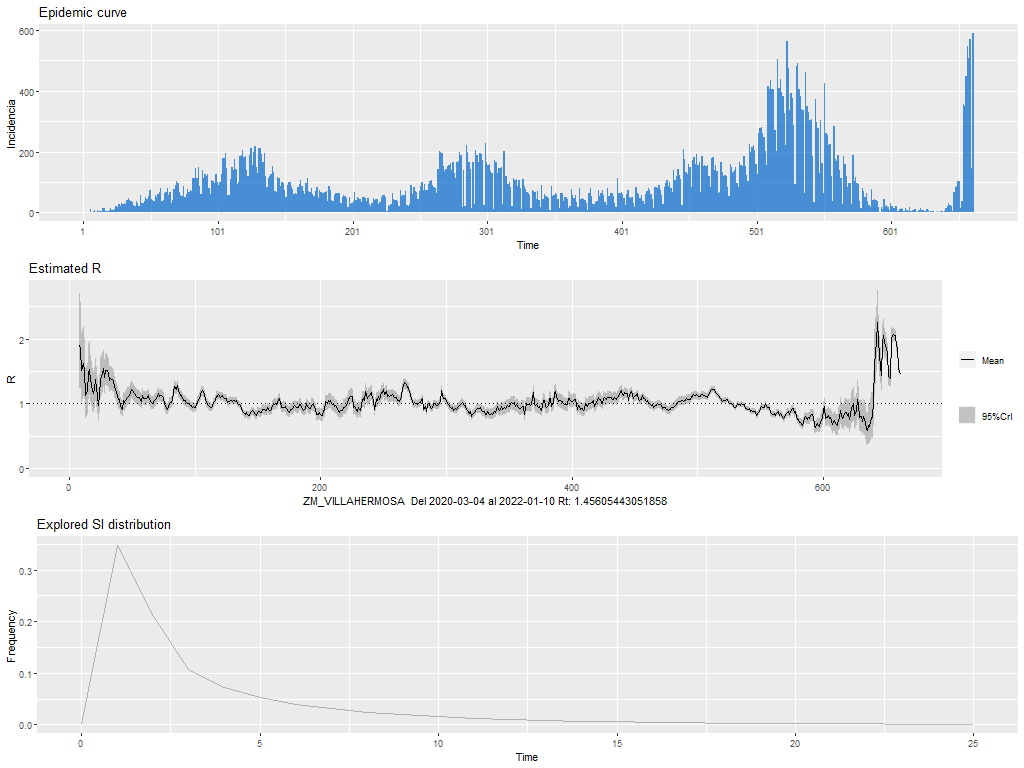 Epidemic curve
600
400
200
0
Incidencia
1 101 201 301 401 501 601
Time
Estimated R
2
1
0
R
Mean
95%CrI
0 200 400 600
ZM_VILLAHERMOSA Del 2020-03-04 al 2022-01-10 Rt: 1.45605443051858
Explored SI distribution
0.3
0.2
0.1
0.0
Frequency
0 5 10 15 20 25
Time